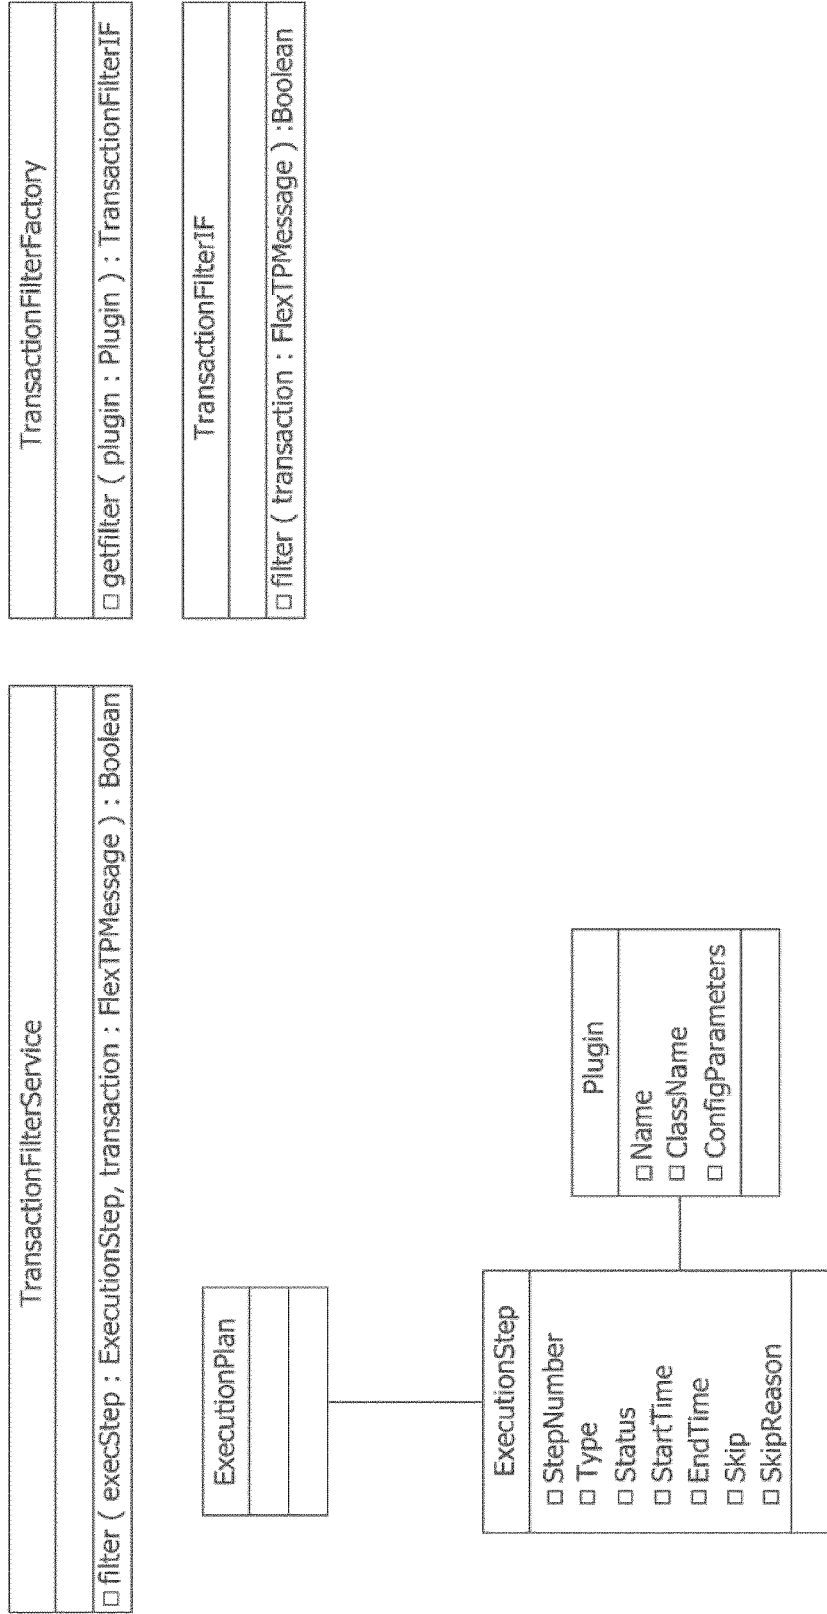 TransactionFilterService
□ filter ( execStep : ExecutionStep, transaction : FlexTPMessage ) : Boolean
TransactionFilterFactory
□ getfilter ( plugin : Plugin ) : TransactionFilterIF
TransactionFilterIF
□ filter ( transaction : FlexTPMessage ) :Boolean
ExecutionPlan
ExecutionStep
□ StepNumber
□ Type
□ Status
□ StartTime
□ EndTime
□ Skip
□ SkipReason
Plugin
□ Name
□ ClassName
□ ConfigParameters